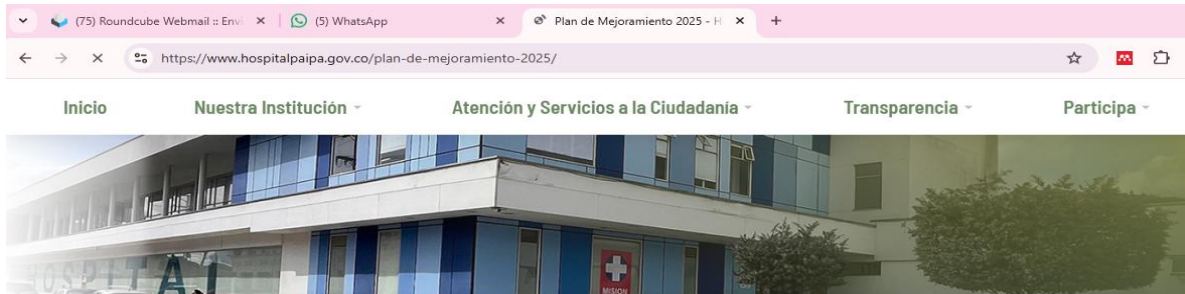 (75) Roundcube Webmail :: Envi
(5) WhatsApp
Plan de Mejoramiento 2025 - H
https://www.hospitalpaipa.gov.co/plan-de-mejoramiento-2025/
Inicio
Nuestra Institución
Atención y Servicios a la Ciudadanía
Transparencia
Participa
HOSPITAL
MISION